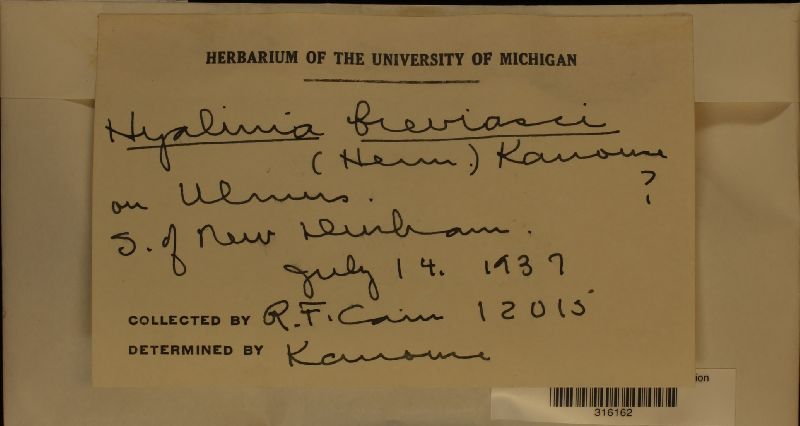 HERBARIUM OF THE UNIVERSITY OF MICHIGAN
Hyalinia breviasci
(Henn.) Kanouse
?
on Ulmus.
S. of New Durham.
July 14. 1937
COLLECTED BY R.F. Cain 12015
DETERMINED BY Kanouse
ion
316162